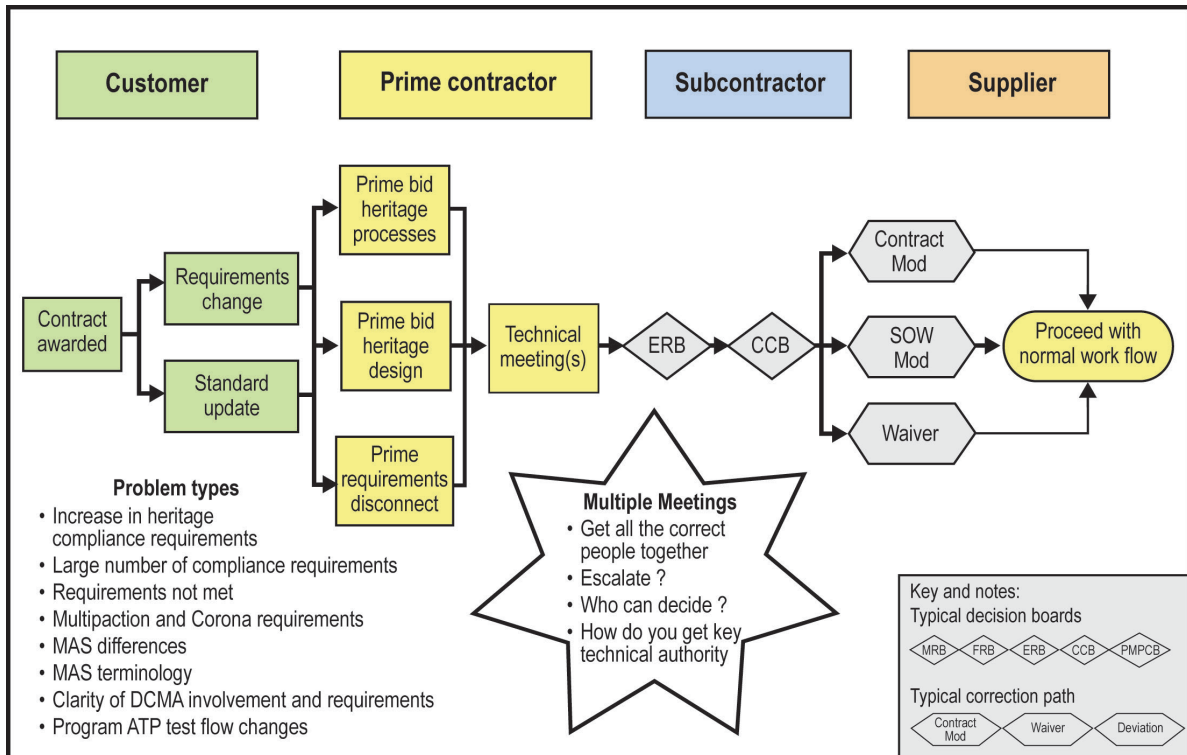 Customer
Prime contractor
Subcontractor
Supplier
Contract
awarded
Requirements
change
Standard
update
Prime bid
heritage
processes
Prime bid
heritage
design
Prime
requirements
disconnect
Technical
meeting(s)
ERB
CCB
Contract
Mod
SOW
Mod
Waiver
Proceed with
normal work flow
Problem types
• Increase in heritage
compliance requirements
• Large number of compliance requirements
• Requirements not met
• Multipaction and Corona requirements
• MAS differences
• MAS terminology
• Clarity of DCMA involvement and requirements
• Program ATP test flow changes
Multiple Meetings
• Get all the correct
people together
• Escalate ?
• Who can decide ?
• How do you get key
technical authority
Key and notes:
Typical decision boards
MRB FRB ERB CCB PMPCB
Typical correction path
Contract
Mod
Waiver
Deviation